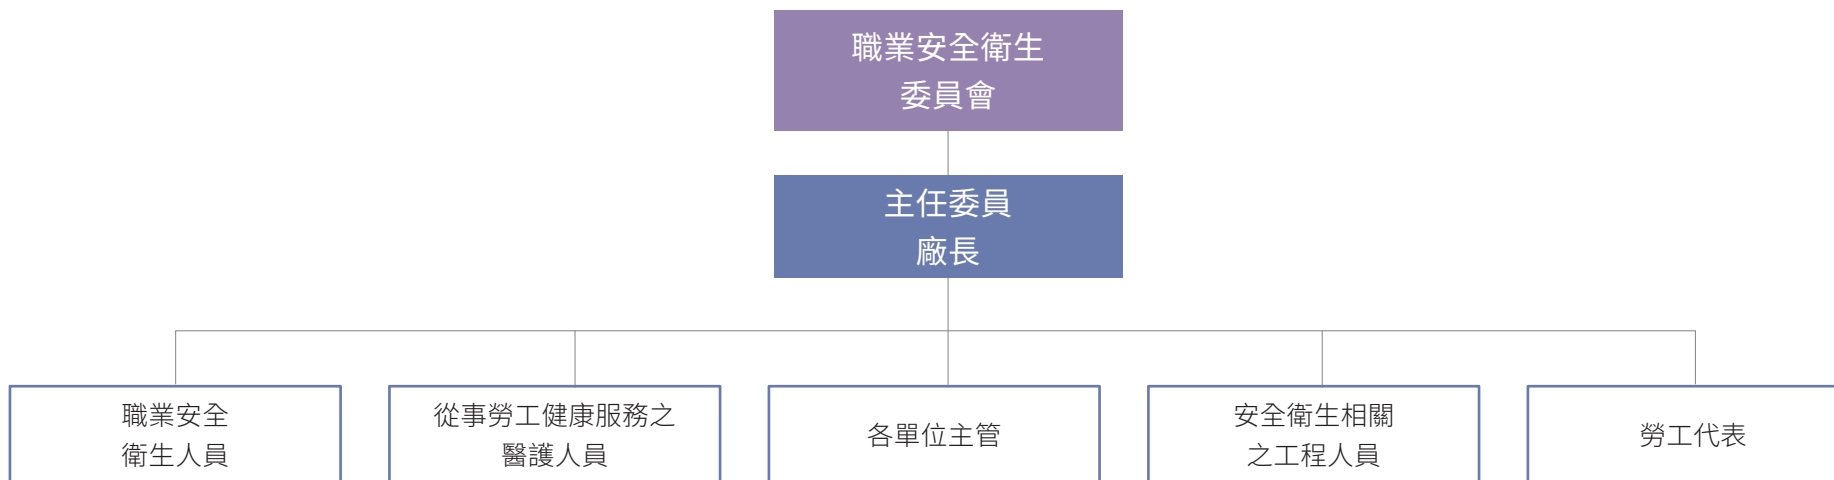 職業安全衛生
委員會
主任委員
廠長
職業安全
衛生人員
從事勞工健康服務之
醫護人員
各單位主管
安全衛生相關
之工程人員
勞工代表